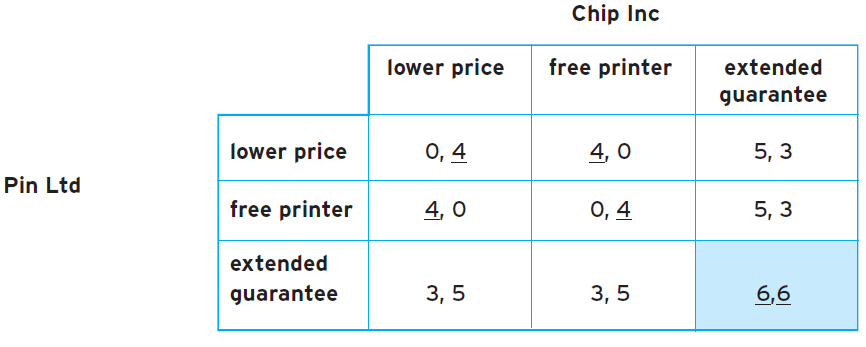 Chip Inc
lower price free printer extended
guarantee
lower price 0, 4 4, 0 5, 3
Pin Ltd
free printer 4, 0 0, 4 5, 3
extended
guarantee 3, 5 3, 5 6,6